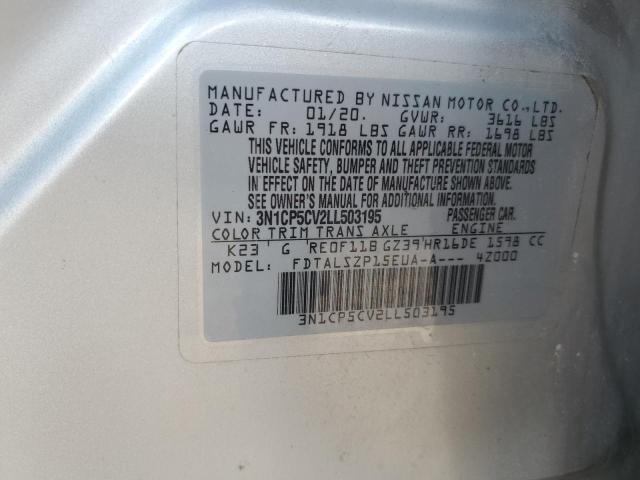 MANUFACTURED BY NISSAN MOTOR CO.,LTD.
DATE: 01/20. GVWR: 3616 LBS
GAWR FR: 1918 LBS GAWR RR: 1698 LBS
THIS VEHICLE CONFORMS TO ALL APPLICABLE FEDERAL MOTOR
VEHICLE SAFETY, BUMPER AND THEFT PREVENTION STANDARDS
IN EFFECT ON THE DATE OF MANUFACTURE SHOWN ABOVE.
SEE OWNER'S MANUAL FOR ADDITIONAL INFORMATION.
VIN: 3N1CP5CV2LL503195 PASSENGER CAR.
COLOR TRIM TRANS AXLE ENGINE
K23 G RE0F11B GZ39 HR16DE 1598 CC
MODEL: FDTALSZP15EUA-A--- 4Z000
3N1CP5CV2LL503195